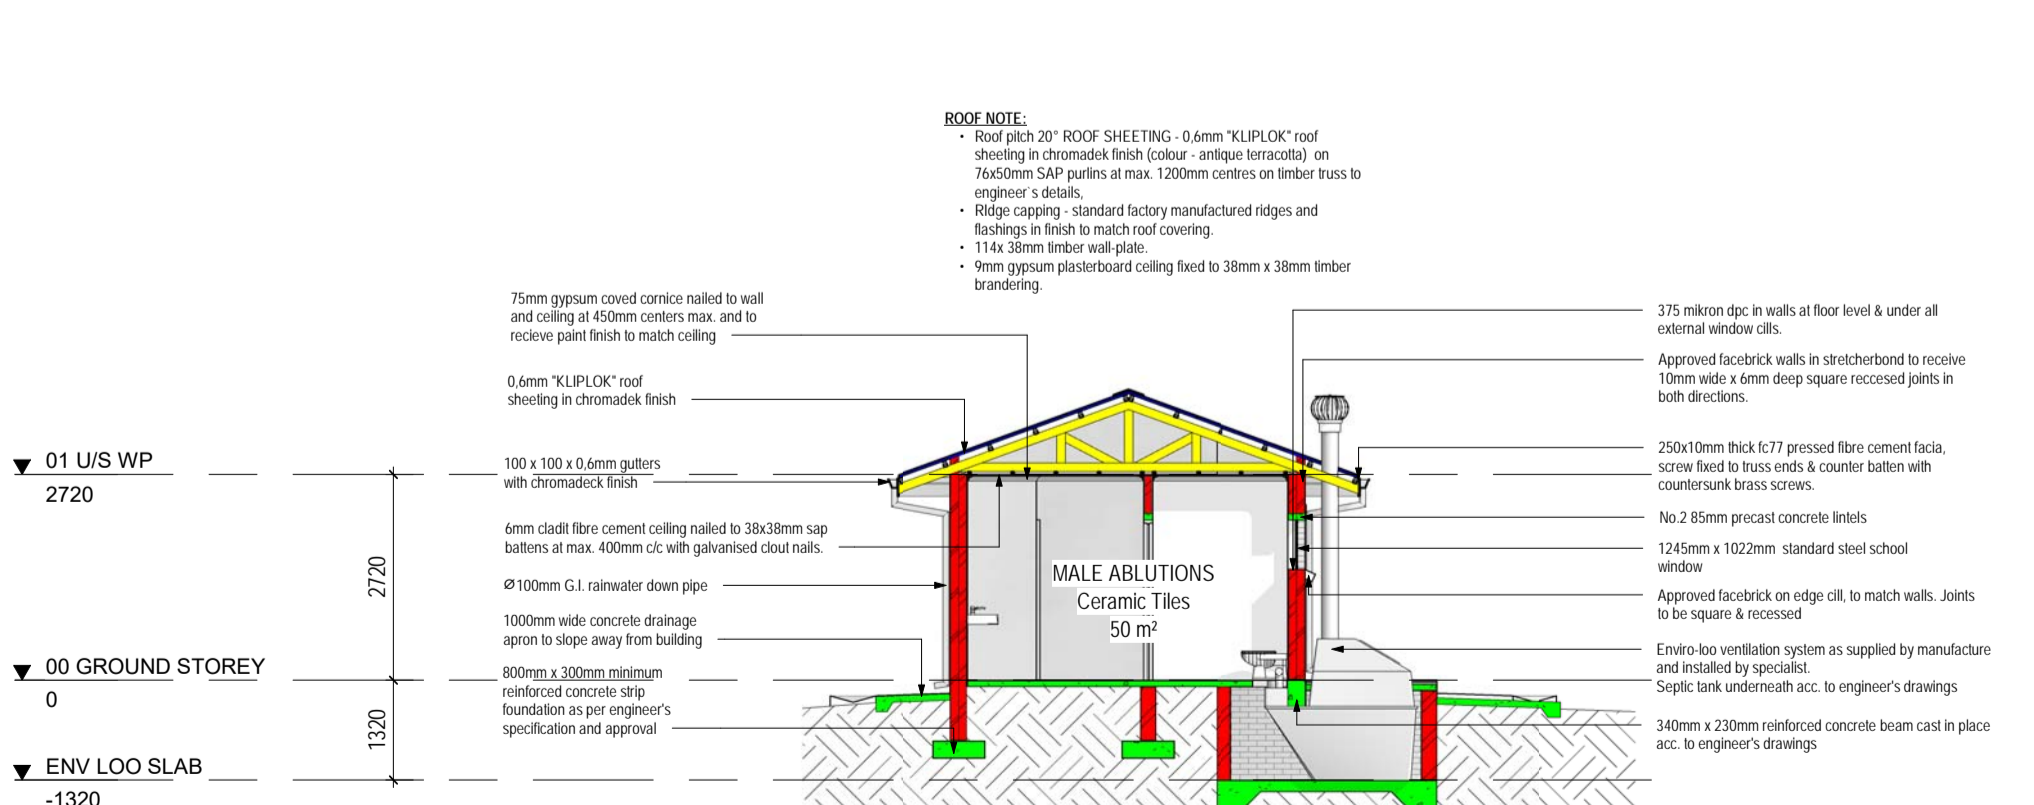 ROOF NOTE:
• Roof pitch 20° ROOF SHEETING - 0,6mm "KLIPLOK" roof
sheeting in chromadek finish (colour - antique terracotta) on
76x50mm SAP purlins at max. 1200mm centres on timber truss to
engineer`s details,
• RIdge capping - standard factory manufactured ridges and
flashings in finish to match roof covering.
• 114x 38mm timber wall-plate.
• 9mm gypsum plasterboard ceiling fixed to 38mm x 38mm timber
brandering.
75mm gypsum coved cornice nailed to wall
and ceiling at 450mm centers max. and to
recieve paint finish to match ceiling
0,6mm "KLIPLOK" roof
sheeting in chromadek finish
100 x 100 x 0,6mm gutters
with chromadeck finish
6mm cladit fibre cement ceiling nailed to 38x38mm sap
battens at max. 400mm c/c with galvanised clout nails.
Ø100mm G.I. rainwater down pipe
1000mm wide concrete drainage
apron to slope away from building
800mm x 300mm minimum
reinforced concrete strip
foundation as per engineer's
specification and approval
01 U/S WP
2720
00 GROUND STOREY
0
ENV LOO SLAB
-1320
2720
1320
MALE ABLUTIONS
Ceramic Tiles
50 m²
375 mikron dpc in walls at floor level & under all
external window cills.
Approved facebrick walls in stretcherbond to receive
10mm wide x 6mm deep square reccesed joints in
both directions.
250x10mm thick fc77 pressed fibre cement facia,
screw fixed to truss ends & counter batten with
countersunk brass screws.
No.2 85mm precast concrete lintels
1245mm x 1022mm standard steel school
window
Approved facebrick on edge cill, to match walls. Joints
to be square & recessed
Enviro-loo ventilation system as supplied by manufacture
and installed by specialist.
Septic tank underneath acc. to engineer's drawings
340mm x 230mm reinforced concrete beam cast in place
acc. to engineer's drawings